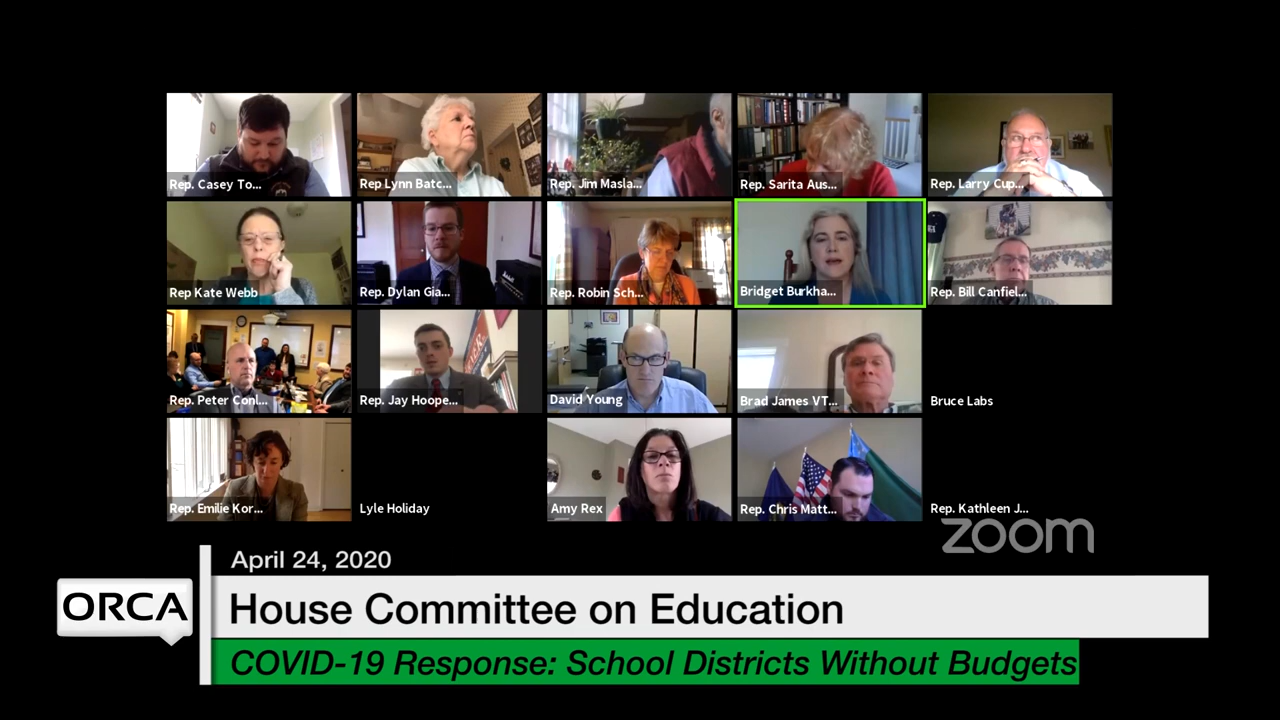 Rep. Casey To...
Rep Lynn Batc...
Rep. Jim Masla...
Rep. Sarita Aus...
Rep. Larry Cup...
Rep Kate Webb
Rep. Dylan Gia...
Rep. Robin Sch...
Bridget Burkha...
Rep. Bill Canfiel...
Rep. Peter Conl...
Rep. Jay Hoope...
David Young
Brad James VT...
Bruce Labs
Rep. Emilie Kor...
Lyle Holiday
Amy Rex
Rep. Chris Matt...
Rep. Kathleen J...
zoom
April 24, 2020
ORCA
House Committee on Education
COVID-19 Response: School Districts Without Budgets